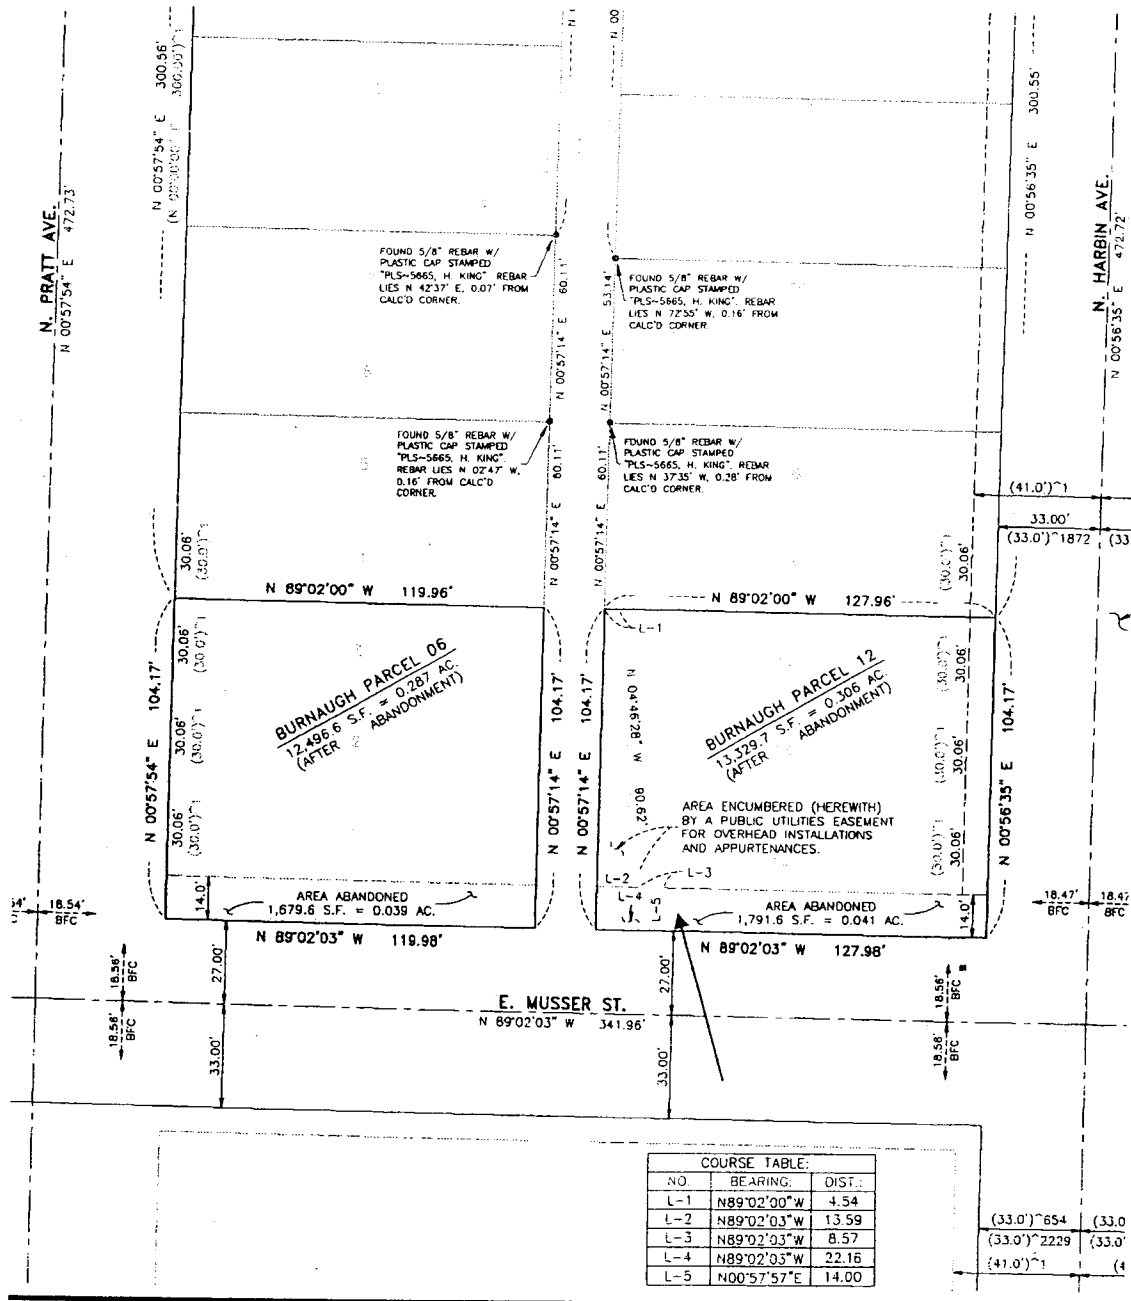 N. PRATT AVE.
N 00°57'54" E 472.73'
N 00°57'54" E 300.56'
N 00
N 00°56'35" E 300.55'
N. HARBIN AVE.
N 00°56'35" E 472.72'
FOUND 5/8" REBAR W/
PLASTIC CAP STAMPED
"PLS~5665, H. KING" REBAR
LIES N 42°37' E, 0.07' FROM
CALC'D CORNER.
N 00°57'14" E 60.11'
N 00°57'14" E 53.14'
FOUND 5/8" REBAR W/
PLASTIC CAP STAMPED
"PLS~5665, H. KING". REBAR
LIES N 72°55' W, 0.16' FROM
CALC'D CORNER.
FOUND 5/8" REBAR W/
PLASTIC CAP STAMPED
"PLS~5665, H. KING".
REBAR LIES N 02°47' W,
0.16' FROM CALC'D
CORNER.
N 00°57'14" E 60.11'
N 00°57'14" E 60.11'
FOUND 5/8" REBAR W/
PLASTIC CAP STAMPED
"PLS~5665, H. KING". REBAR
LIES N 37°35' W, 0.28' FROM
CALC'D CORNER.
(41.0')^1
33.00'
(33.0')^1872
(33
30.06'
(30.0')^1
(30.0')^1
30.06'
N 89°02'00" W 119.96'
N 89°02'00" W 127.96'
L-1
N 00°57'54" E 104.17'
30.06'
(30.0')^1
30.06'
(30.0')^1
30.06'
(30.0')^1
BURNAUGH PARCEL 06
12,496.6 S.F. = 0.287 AC.
(AFTER ABANDONMENT)
N 00°57'14" E 104.17'
N 00°57'14" E 104.17'
N 04°46'28" W 90.62'
BURNAUGH PARCEL 12
13,329.7 S.F. = 0.306 AC.
(AFTER ABANDONMENT)
(30.0')^1
30.06'
(30.0')^1
30.06'
(30.0')^1
30.06'
N 00°56'35" E 104.17'
AREA ENCUMBERED (HEREWITH)
BY A PUBLIC UTILITIES EASEMENT
FOR OVERHEAD INSTALLATIONS
AND APPURTENANCES.
L-2
L-3
L-4
L-5
14.0'
AREA ABANDONED
1,679.6 S.F. = 0.039 AC.
AREA ABANDONED
1,791.6 S.F. = 0.041 AC.
14.0'
54'
18.54'
BFC
18.47'
BFC
18.47
BFC
N 89°02'03" W 119.98'
N 89°02'03" W 127.98'
18.56'
BFC
27.00'
27.00'
18.56'
BFC
E. MUSSER ST.
N 89°02'03" W 341.96'
18.56'
BFC
33.00'
33.00'
18.56'
BFC
COURSE TABLE:
NO. BEARING: DIST.:
L-1 N89°02'00"W 4.54
L-2 N89°02'03"W 13.59
L-3 N89°02'03"W 8.57
L-4 N89°02'03"W 22.16
L-5 N00°57'57"E 14.00
(33.0')^654
(33.0
(33.0')^2229
(33.0'
(41.0')^1
(4